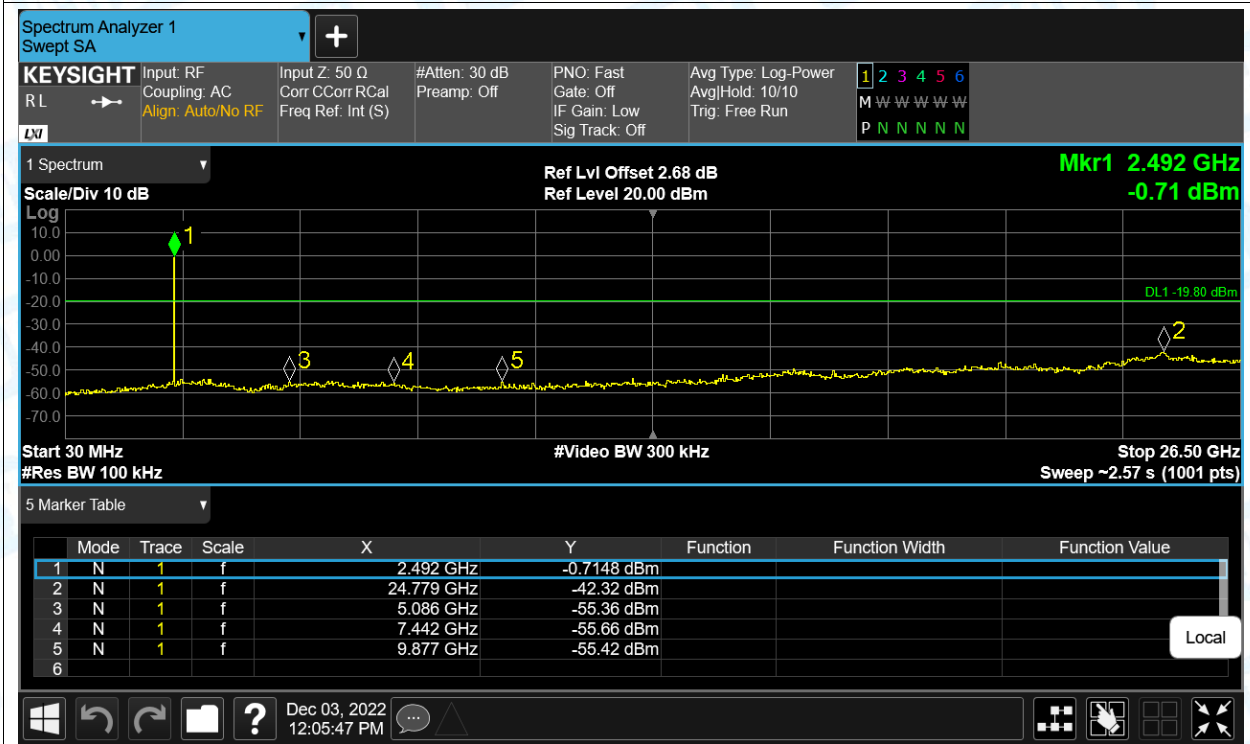 Spectrum Analyzer 1
Swept SA
KEYSIGHT
RL
LXI
Input: RF
Coupling: AC
Align: Auto/No RF
Input Z: 50 Ω
Corr CCorr RCal
Freq Ref: Int (S)
#Atten: 30 dB
Preamp: Off
PNO: Fast
Gate: Off
IF Gain: Low
Sig Track: Off
Avg Type: Log-Power
Avg|Hold: 10/10
Trig: Free Run
1 2 3 4 5 6
M W W W W W
P N N N N N
1 Spectrum
Scale/Div 10 dB
Ref Lvl Offset 2.68 dB
Ref Level 20.00 dBm
Mkr1 2.492 GHz
-0.71 dBm
Log
10.0
0.00
-10.0
-20.0
-30.0
-40.0
-50.0
-60.0
-70.0
1
DL1 -19.80 dBm
2
3
4
5
Start 30 MHz
#Res BW 100 kHz
#Video BW 300 kHz
Stop 26.50 GHz
Sweep ~2.57 s (1001 pts)
5 Marker Table
Mode Trace Scale X Y Function Function Width Function Value
1 N 1 f 2.492 GHz -0.7148 dBm
2 N 1 f 24.779 GHz -42.32 dBm
3 N 1 f 5.086 GHz -55.36 dBm
4 N 1 f 7.442 GHz -55.66 dBm
5 N 1 f 9.877 GHz -55.42 dBm
6
Local
?
Dec 03, 2022
12:05:47 PM